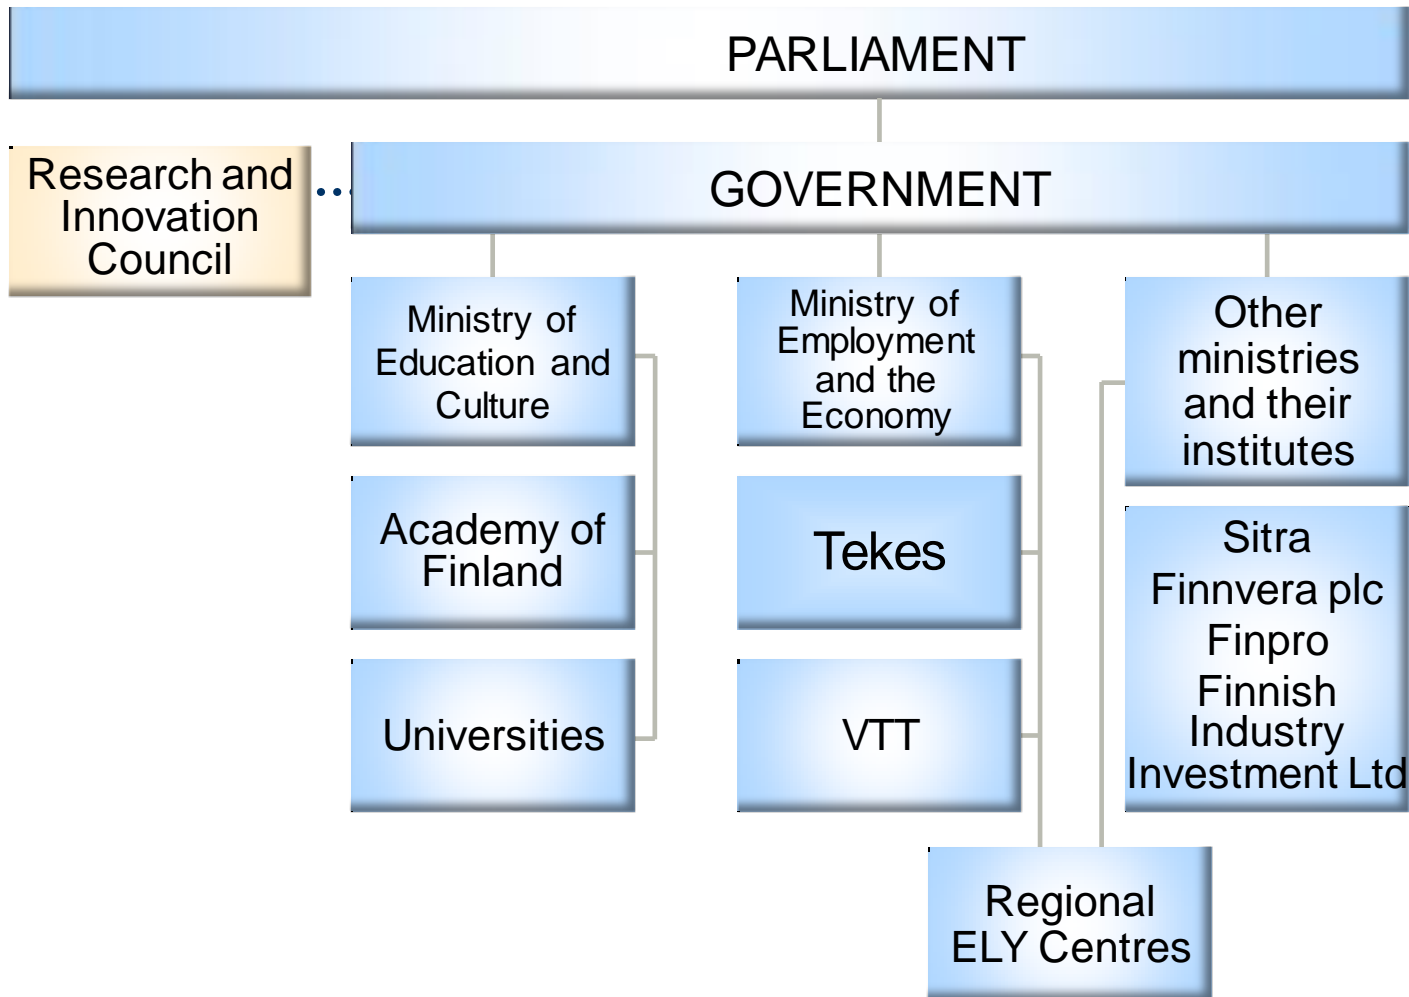 PARLIAMENT
Research and
Innovation
Council
GOVERNMENT
Ministry of
Education and
Culture
Ministry of
Employment
and the
Economy
Other
ministries
and their
institutes
Academy of
Finland
Tekes
Sitra
Finnvera plc
Finpro
Finnish
Industry
Investment Ltd
Universities
VTT
Regional
ELY Centres